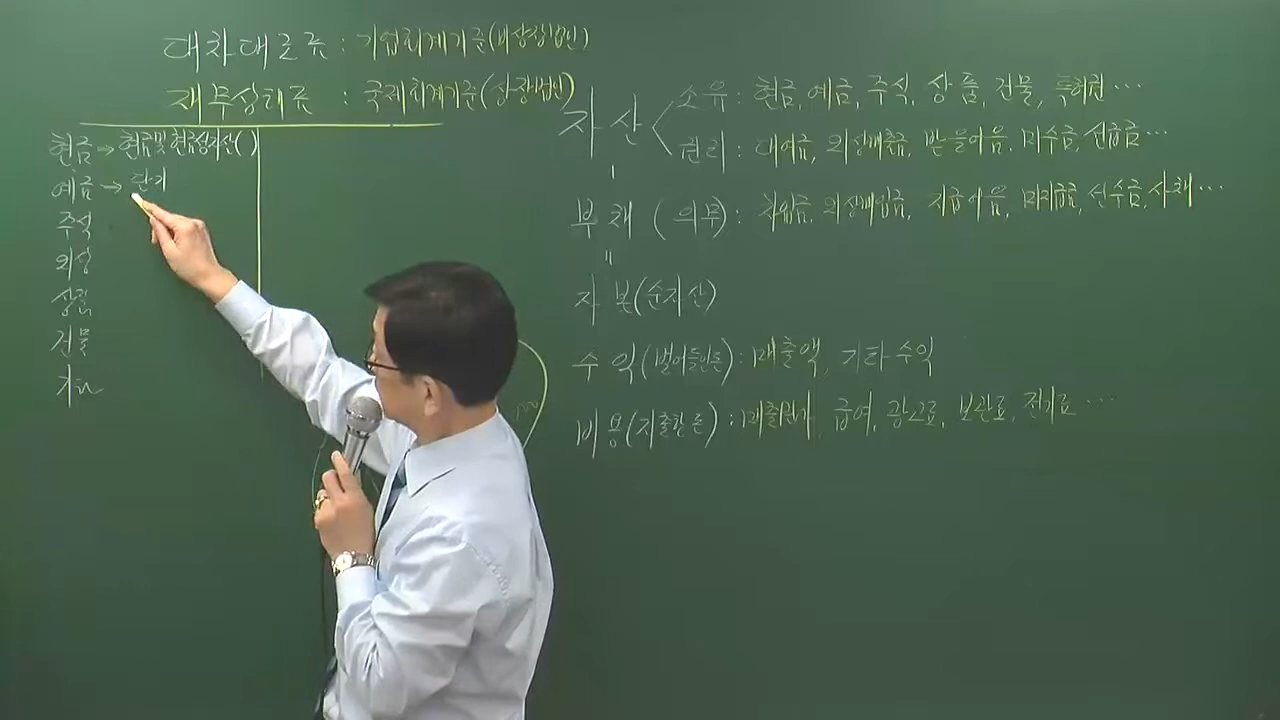 대차대조표 : 기업회계기준(비상장법인)
재무상태표 : 국제회계기준(상장법인)
현금 → 현금및현금성자산( )
예금 → 단기
주식
외상
상품
건물
기타
자산
소유 : 현금, 예금, 주식, 상품, 건물, 특허권 ...
권리 : 대여금, 외상매출금, 받을어음, 미수금, 선급금 ...
부채 (의무) : 차입금, 외상매입금, 지급어음, 미지급금, 선수금, 사채 ...
=
자본(순자산)
수익(벌어들인돈) : 매출액, 기타수익
비용(지출한돈) : 매출원가 급여, 광고료, 보관료, 전기료 ...